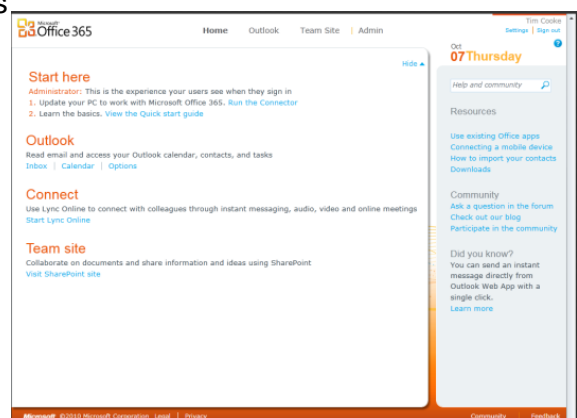 s
Microsoft
Office 365
Home Outlook Team Site | Admin
Tim Cooke
Settings | Sign out
Oct
07 Thursday
?
Hide
Start here
Administrator: This is the experience your users see when they sign in
1. Update your PC to work with Microsoft Office 365. Run the Connector
2. Learn the basics. View the Quick start guide
Outlook
Read email and access your Outlook calendar, contacts, and tasks
Inbox | Calendar | Options
Connect
Use Lync Online to connect with colleagues through instant messaging, audio, video and online meetings
Start Lync Online
Team site
Collaborate on documents and share information and ideas using SharePoint
Visit SharePoint site
Help and community
Resources
Use existing Office apps
Connecting a mobile device
How to import your contacts
Downloads
Community
Ask a question in the forum
Check out our blog
Participate in the community
Did you know?
You can send an instant
message directly from
Outlook Web App with a
single click.
Learn more
Microsoft ©2010 Microsoft Corporation Legal | Privacy
Community Feedback